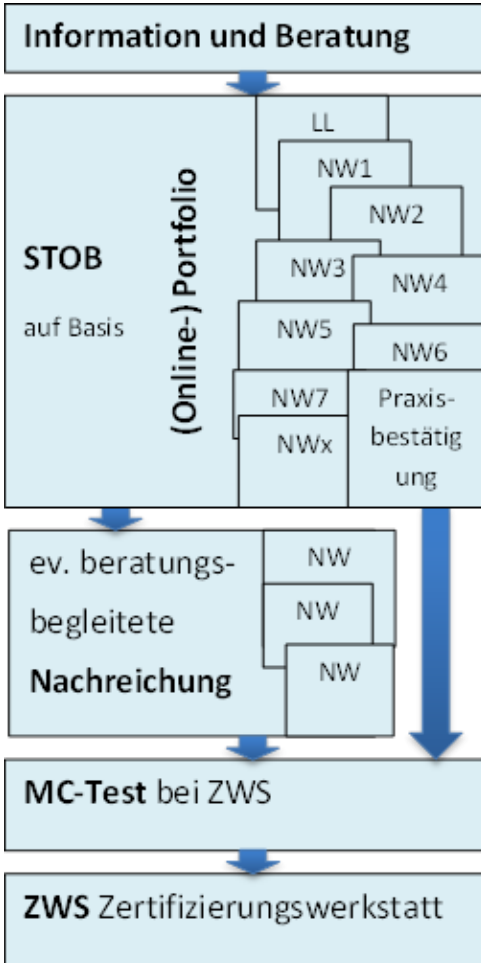 Information und Beratung
STOB
auf Basis
(Online-) Portfolio
LL
NW1
NW2
NW3
NW4
NW5
NW6
NW7
NWx
Praxis-
bestätig
ung
ev. beratungs-
begleitete
Nachreichung
NW
NW
NW
MC-Test bei ZWS
ZWS Zertifizierungswerkstatt